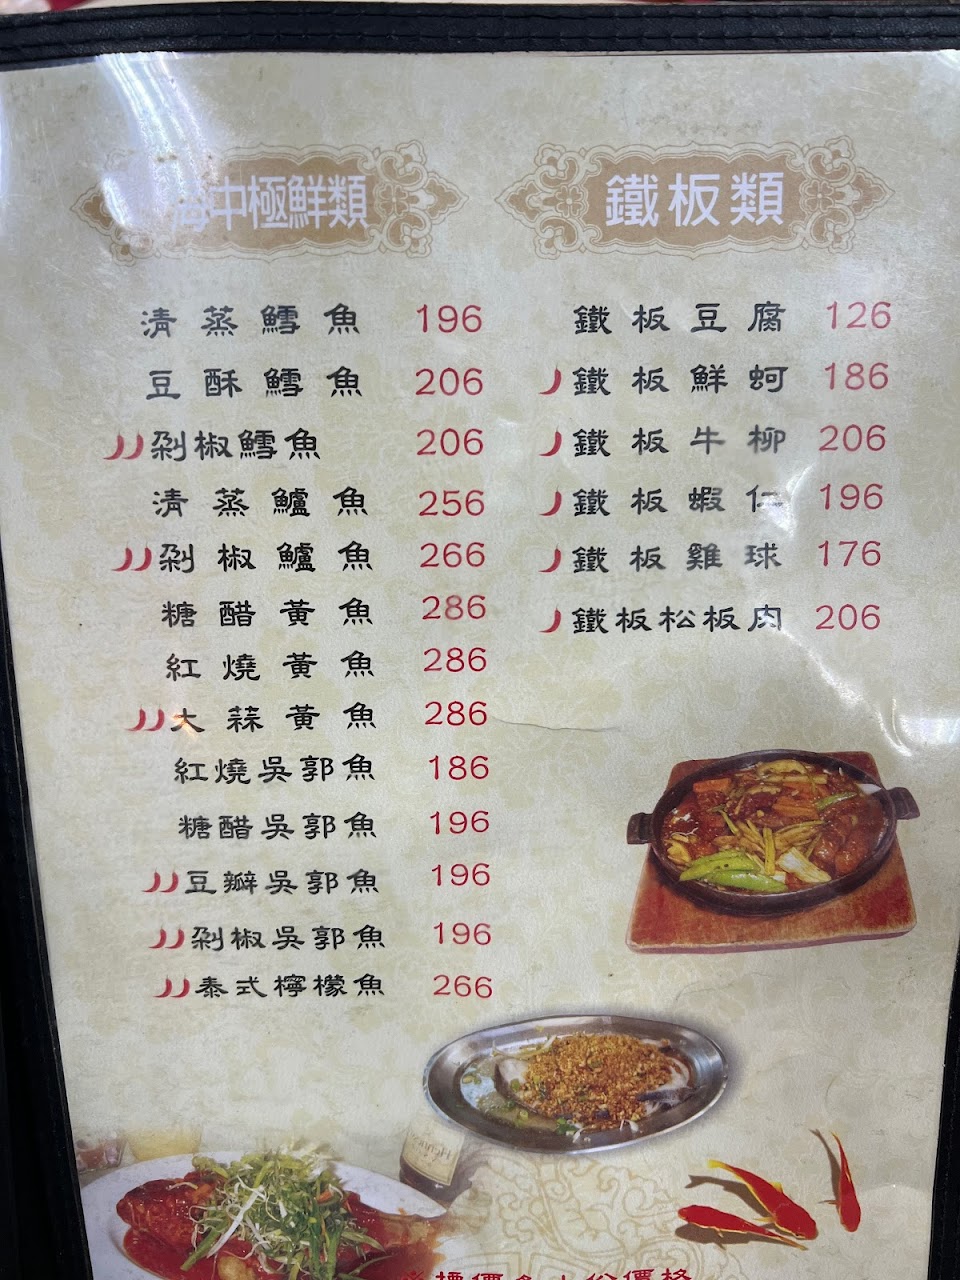 海中極鮮類
清蒸鱈魚 196
豆酥鱈魚 206
剁椒鱈魚 206
清蒸鱸魚 256
剁椒鱸魚 266
糖醋黃魚 286
紅燒黃魚 286
大蒜黃魚 286
紅燒吳郭魚 186
糖醋吳郭魚 196
豆瓣吳郭魚 196
剁椒吳郭魚 196
泰式檸檬魚 266
鐵板類
鐵板豆腐 126
鐵板鮮蚵 186
鐵板牛柳 206
鐵板蝦仁 196
鐵板雞球 176
鐵板松板肉 206